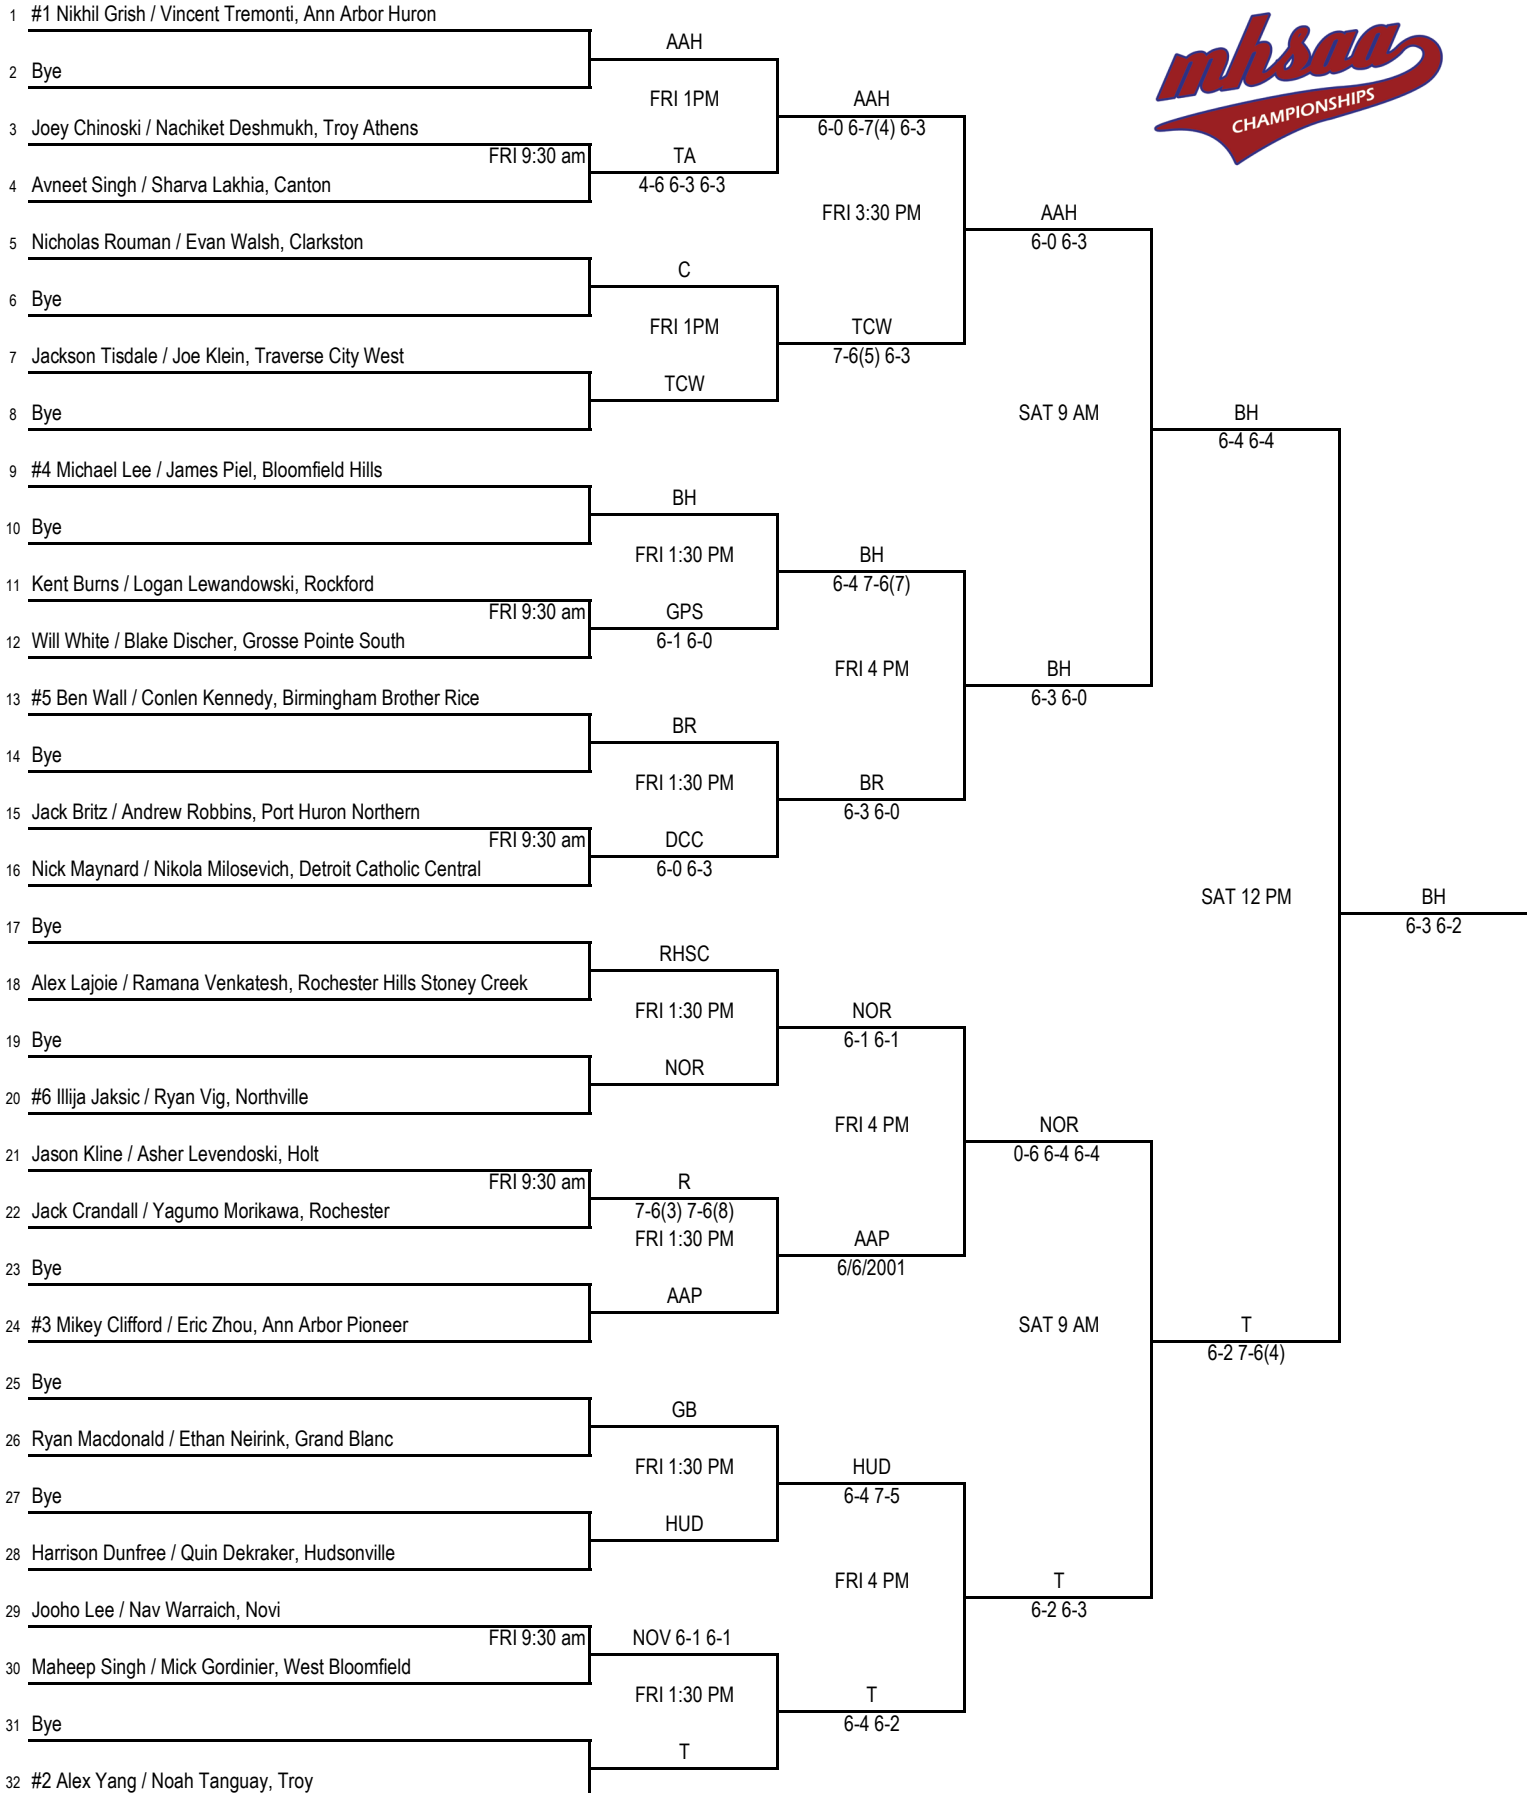 1 #1 Nikhil Grish / Vincent Tremonti, Ann Arbor Huron
mhsaa
CHAMPIONSHIPS
AAH
2 Bye
FRI 1PM
AAH
6-0 6-7(4) 6-3
3 Joey Chinoski / Nachiket Deshmukh, Troy Athens
FRI 9:30 am
TA
4-6 6-3 6-3
4 Avneet Singh / Sharva Lakhia, Canton
FRI 3:30 PM
AAH
6-0 6-3
5 Nicholas Rouman / Evan Walsh, Clarkston
C
6 Bye
FRI 1PM
TCW
7-6(5) 6-3
7 Jackson Tisdale / Joe Klein, Traverse City West
TCW
8 Bye
SAT 9 AM
BH
6-4 6-4
9 #4 Michael Lee / James Piel, Bloomfield Hills
BH
10 Bye
FRI 1:30 PM
BH
6-4 7-6(7)
11 Kent Burns / Logan Lewandowski, Rockford
FRI 9:30 am
GPS
6-1 6-0
12 Will White / Blake Discher, Grosse Pointe South
FRI 4 PM
BH
6-3 6-0
13 #5 Ben Wall / Conlen Kennedy, Birmingham Brother Rice
BR
14 Bye
FRI 1:30 PM
BR
6-3 6-0
15 Jack Britz / Andrew Robbins, Port Huron Northern
FRI 9:30 am
DCC
6-0 6-3
16 Nick Maynard / Nikola Milosevich, Detroit Catholic Central
SAT 12 PM
BH
6-3 6-2
17 Bye
RHSC
18 Alex Lajoie / Ramana Venkatesh, Rochester Hills Stoney Creek
FRI 1:30 PM
NOR
6-1 6-1
19 Bye
NOR
20 #6 Illija Jaksic / Ryan Vig, Northville
FRI 4 PM
NOR
0-6 6-4 6-4
21 Jason Kline / Asher Levendoski, Holt
FRI 9:30 am
R
7-6(3) 7-6(8)
22 Jack Crandall / Yagumo Morikawa, Rochester
FRI 1:30 PM
AAP
6/6/2001
23 Bye
AAP
24 #3 Mikey Clifford / Eric Zhou, Ann Arbor Pioneer
SAT 9 AM
T
6-2 7-6(4)
25 Bye
GB
26 Ryan Macdonald / Ethan Neirink, Grand Blanc
FRI 1:30 PM
HUD
6-4 7-5
27 Bye
HUD
28 Harrison Dunfree / Quin Dekraker, Hudsonville
FRI 4 PM
T
6-2 6-3
29 Jooho Lee / Nav Warraich, Novi
FRI 9:30 am
NOV 6-1 6-1
30 Maheep Singh / Mick Gordinier, West Bloomfield
FRI 1:30 PM
T
6-4 6-2
31 Bye
T
32 #2 Alex Yang / Noah Tanguay, Troy